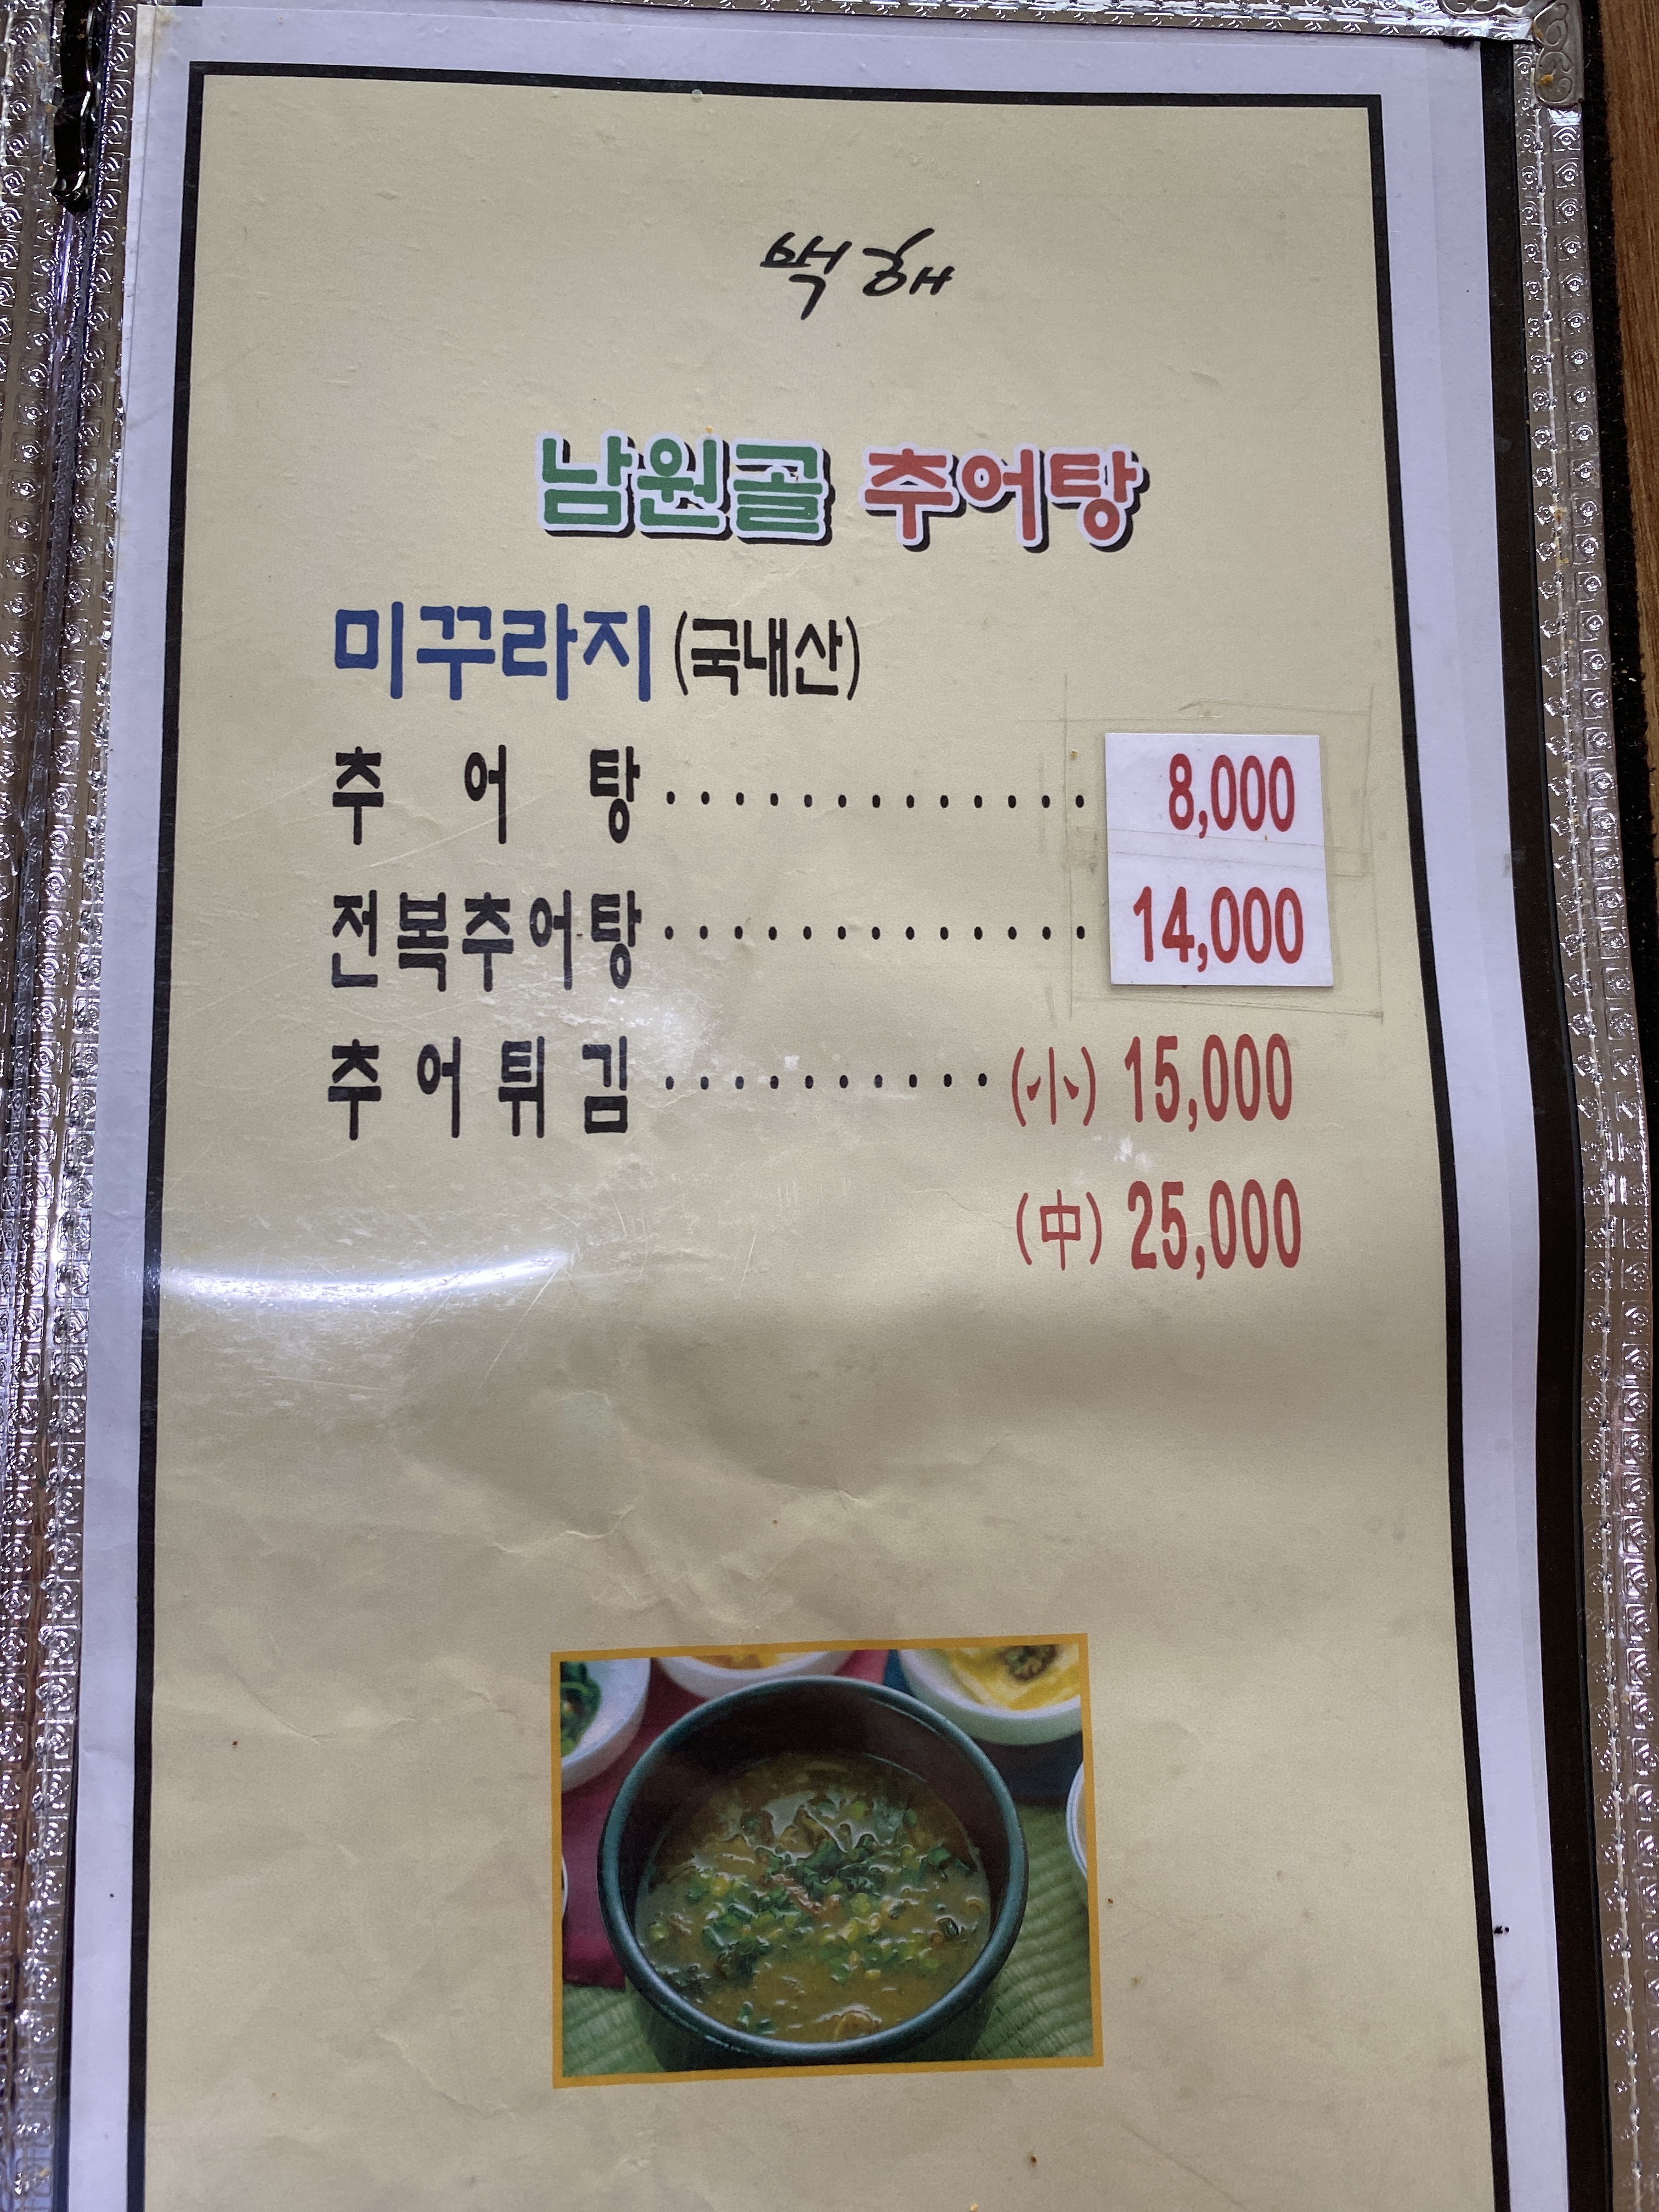 백해
남원골 추어탕
미꾸라지 (국내산)
추 어 탕 ············· 8,000
전복추어탕 ············· 14,000
추어튀김 ·········· (小) 15,000
(中) 25,000